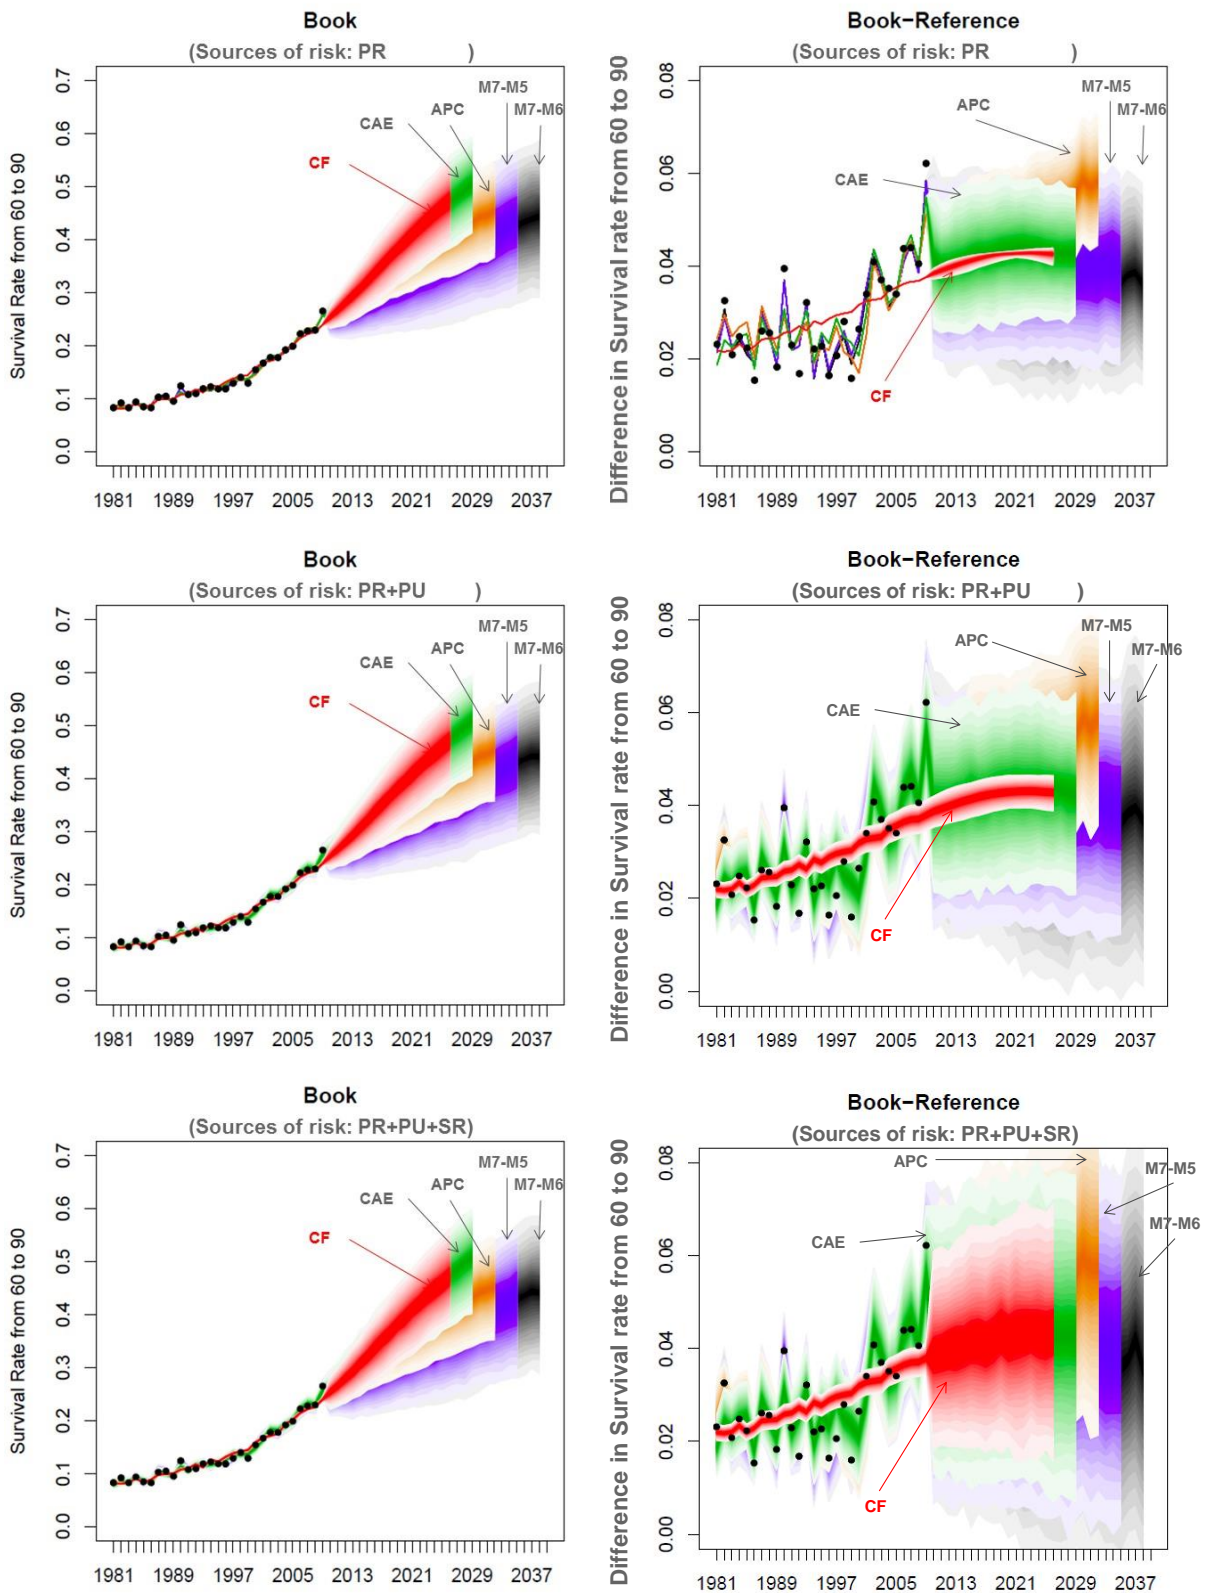 Book
(Sources of risk: PR )
Survival Rate from 60 to 90
0.7
0.6
0.5
0.4
0.3
0.2
0.1
0.0
M7-M5
APC
M7-M6
CAE
CF
1981 1989 1997 2005 2013 2021 2029 2037
Book−Reference
(Sources of risk: PR )
Difference in Survival rate from 60 to 90
0.08
0.06
0.04
0.02
0.00
M7-M5
APC
M7-M6
CAE
CF
1981 1989 1997 2005 2013 2021 2029 2037
Book
(Sources of risk: PR+PU )
Survival Rate from 60 to 90
0.7
0.6
0.5
0.4
0.3
0.2
0.1
0.0
M7-M5
APC
M7-M6
CAE
CF
1981 1989 1997 2005 2013 2021 2029 2037
Book−Reference
(Sources of risk: PR+PU )
Difference in Survival rate from 60 to 90
0.08
0.06
0.04
0.02
0.00
M7-M5
APC
M7-M6
CAE
CF
1981 1989 1997 2005 2013 2021 2029 2037
Book
(Sources of risk: PR+PU+SR)
Survival Rate from 60 to 90
0.7
0.6
0.5
0.4
0.3
0.2
0.1
0.0
M7-M5
APC
M7-M6
CAE
CF
1981 1989 1997 2005 2013 2021 2029 2037
Book−Reference
(Sources of risk: PR+PU+SR)
Difference in Survival rate from 60 to 90
0.08
0.06
0.04
0.02
0.00
APC
M7-M5
M7-M6
CAE
CF
1981 1989 1997 2005 2013 2021 2029 2037